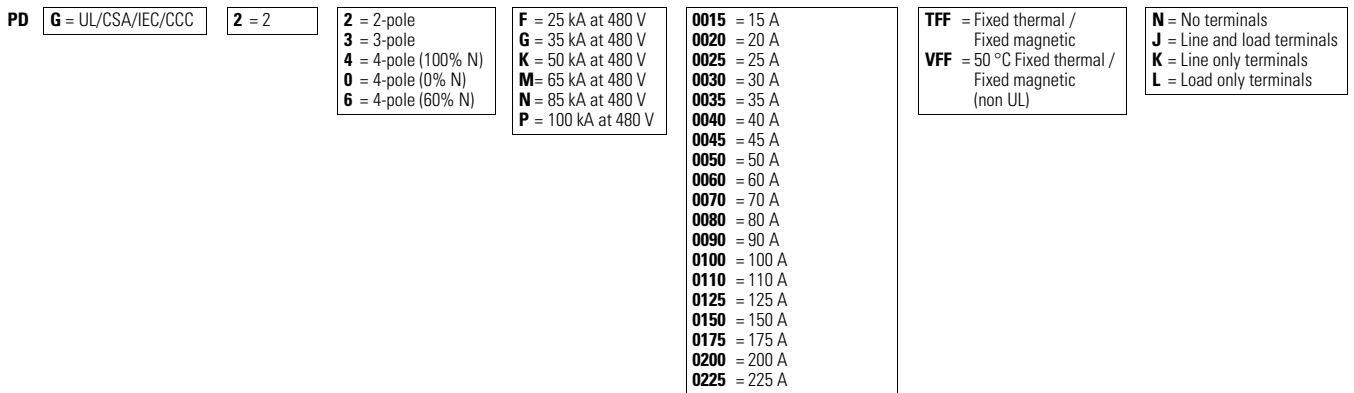 PD
G = UL/CSA/IEC/CCC
2 = 2
2 = 2-pole
3 = 3-pole
4 = 4-pole (100% N)
0 = 4-pole (0% N)
6 = 4-pole (60% N)
F = 25 kA at 480 V
G = 35 kA at 480 V
K = 50 kA at 480 V
M= 65 kA at 480 V
N = 85 kA at 480 V
P = 100 kA at 480 V
0015 = 15 A
0020 = 20 A
0025 = 25 A
0030 = 30 A
0035 = 35 A
0040 = 40 A
0045 = 45 A
0050 = 50 A
0060 = 60 A
0070 = 70 A
0080 = 80 A
0090 = 90 A
0100 = 100 A
0110 = 110 A
0125 = 125 A
0150 = 150 A
0175 = 175 A
0200 = 200 A
0225 = 225 A
TFF = Fixed thermal /
Fixed magnetic
VFF = 50 °C Fixed thermal /
Fixed magnetic
(non UL)
N = No terminals
J = Line and load terminals
K = Line only terminals
L = Load only terminals